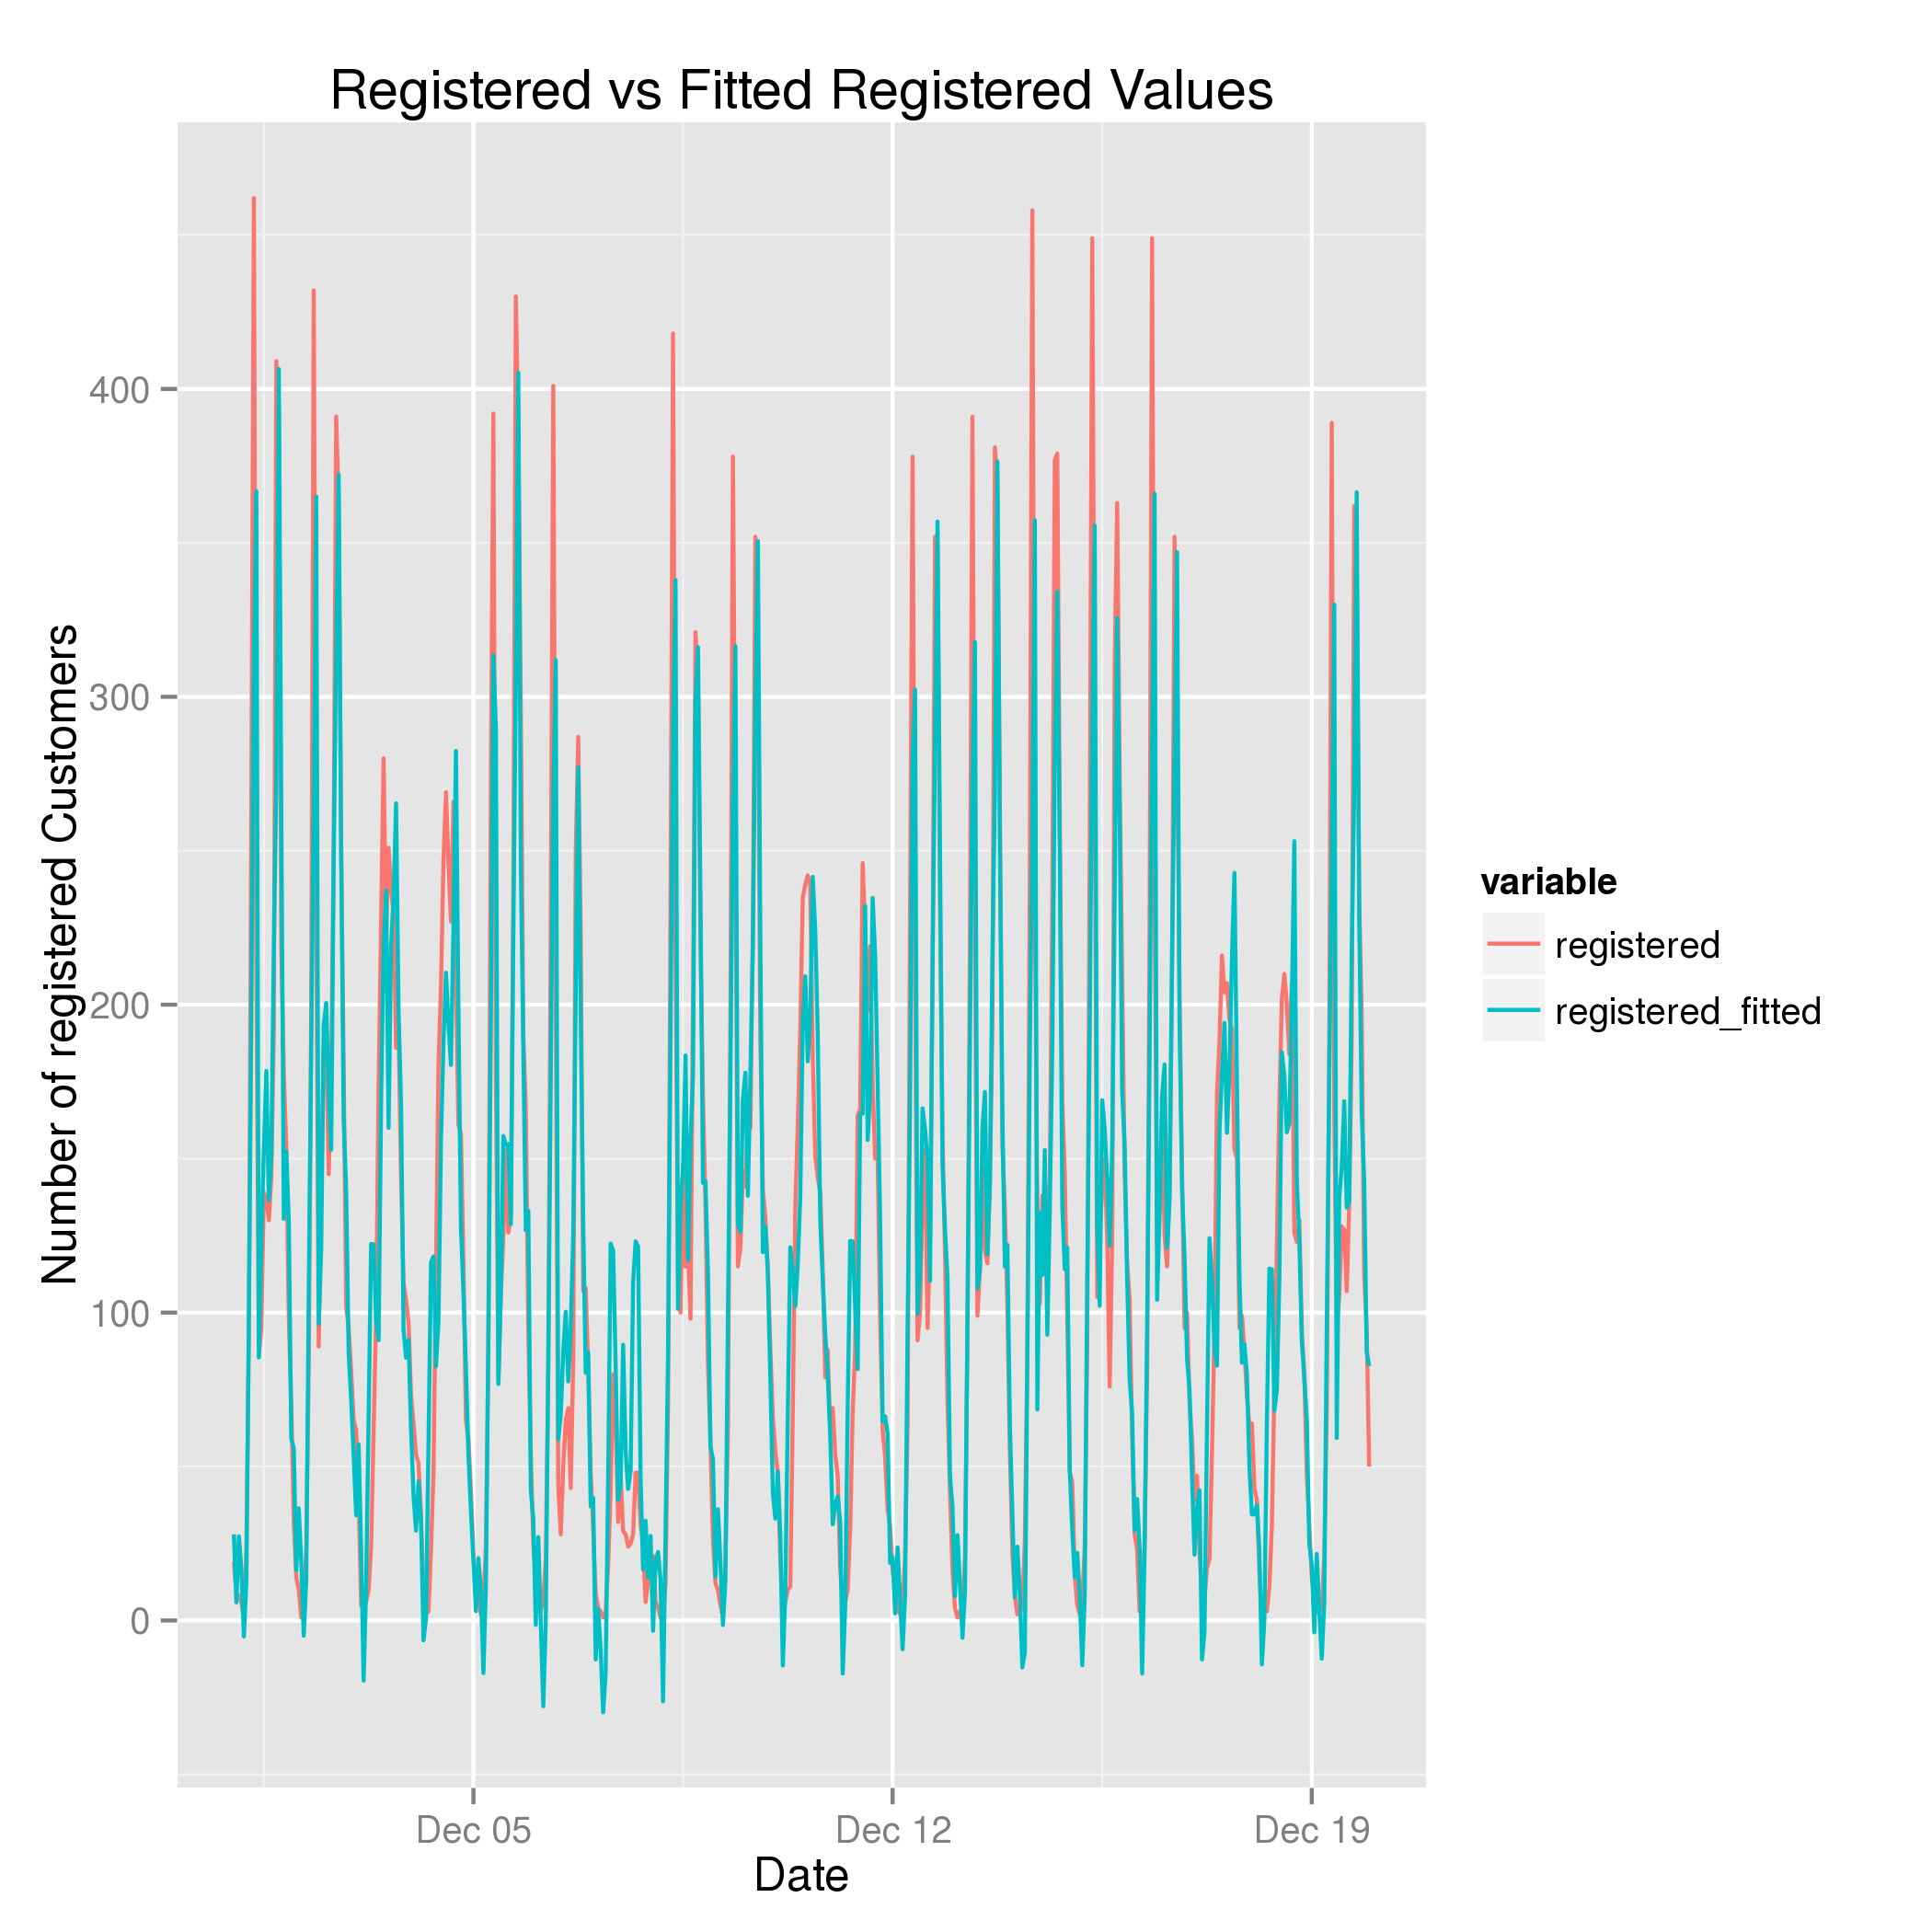 Registered vs Fitted Registered Values
Number of registered Customers
400
300
200
100
0
Dec 05
Dec 12
Dec 19
Date
variable
registered
registered_fitted